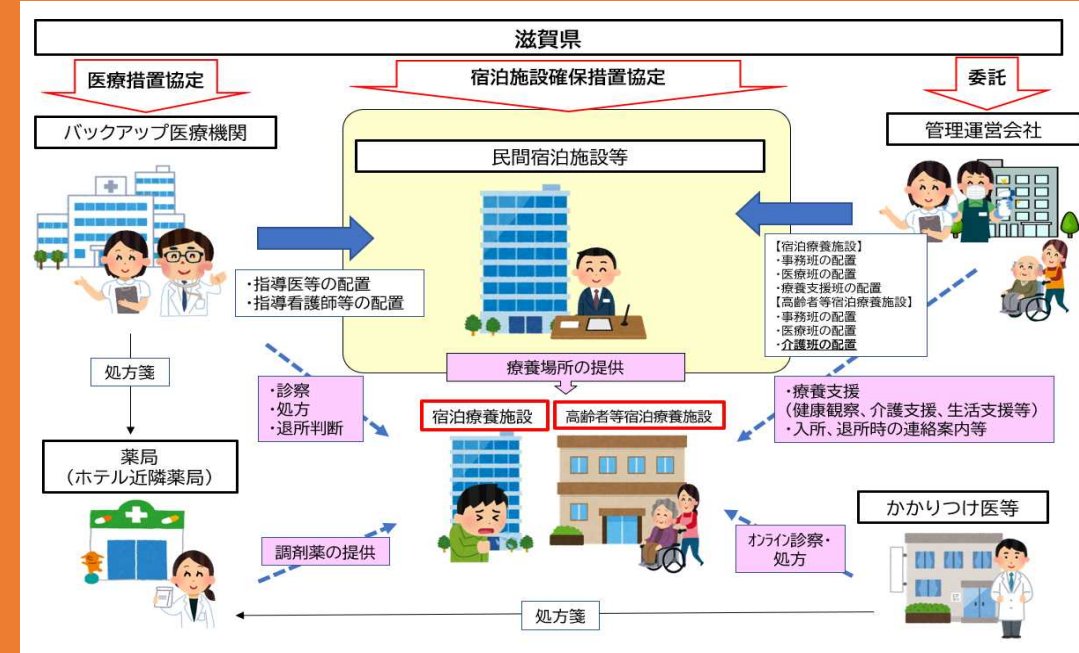 滋賀県
医療措置協定
宿泊施設確保措置協定
委託
バックアップ医療機関
民間宿泊施設等
管理運営会社
・指導医等の配置
・指導看護師等の配置
【宿泊療養施設】
・事務班の配置
・医療班の配置
・療養支援班の配置
【高齢者等宿泊療養施設】
・事務班の配置
・医療班の配置
・介護班の配置
処方箋
療養場所の提供
・診察
・処方
・退所判断
宿泊療養施設
高齢者等宿泊療養施設
・療養支援
（健康観察、介護支援、生活支援等）
・入所、退所時の連絡案内等
薬局
（ホテル近隣薬局）
かかりつけ医等
調剤薬の提供
オンライン診察・
処方
処方箋